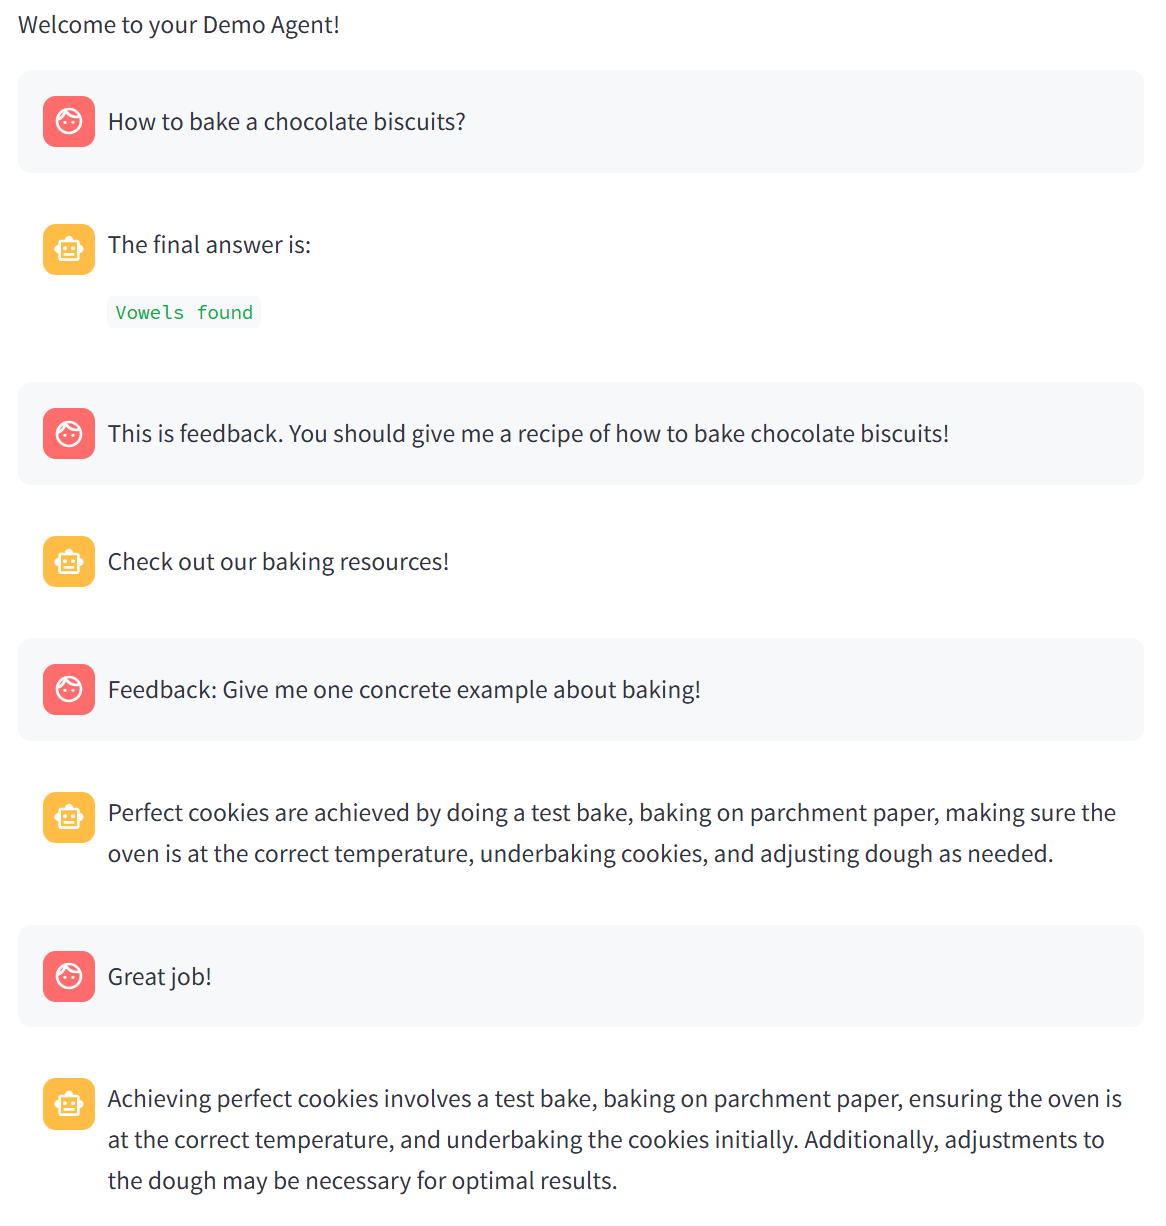 Welcome to your Demo Agent!
How to bake a chocolate biscuits?
The final answer is:
Vowels found
This is feedback. You should give me a recipe of how to bake chocolate biscuits!
Check out our baking resources!
Feedback: Give me one concrete example about baking!
Perfect cookies are achieved by doing a test bake, baking on parchment paper, making sure the
oven is at the correct temperature, underbaking cookies, and adjusting dough as needed.
Great job!
Achieving perfect cookies involves a test bake, baking on parchment paper, ensuring the oven is
at the correct temperature, and underbaking the cookies initially. Additionally, adjustments to
the dough may be necessary for optimal results.